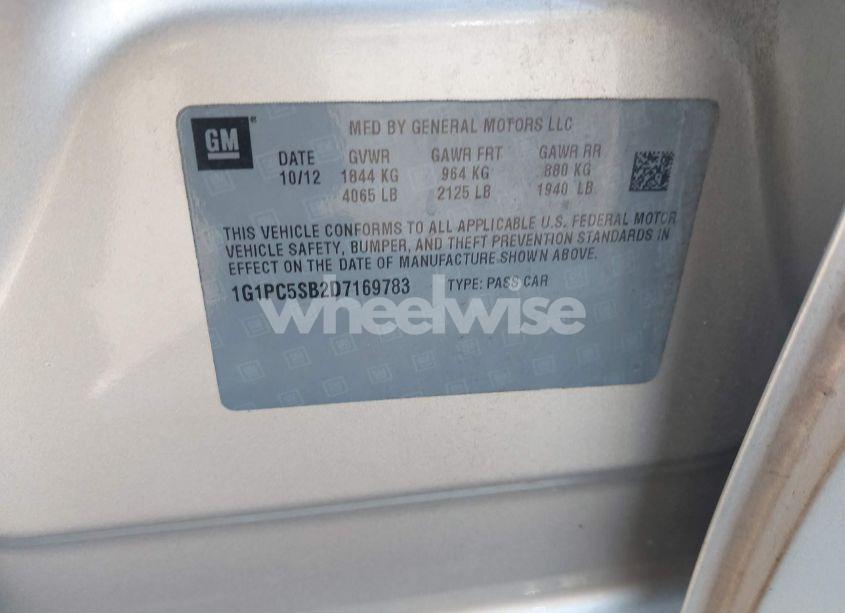 GM
MFD BY GENERAL MOTORS LLC
DATE GVWR GAWR FRT GAWR RR
10/12 1844 KG 964 KG 880 KG
4065 LB 2125 LB 1940 LB
THIS VEHICLE CONFORMS TO ALL APPLICABLE U.S. FEDERAL MOTOR
VEHICLE SAFETY, BUMPER, AND THEFT PREVENTION STANDARDS IN
EFFECT ON THE DATE OF MANUFACTURE SHOWN ABOVE.
1G1PC5SB2D7169783 TYPE: PASS CAR
wheelwise